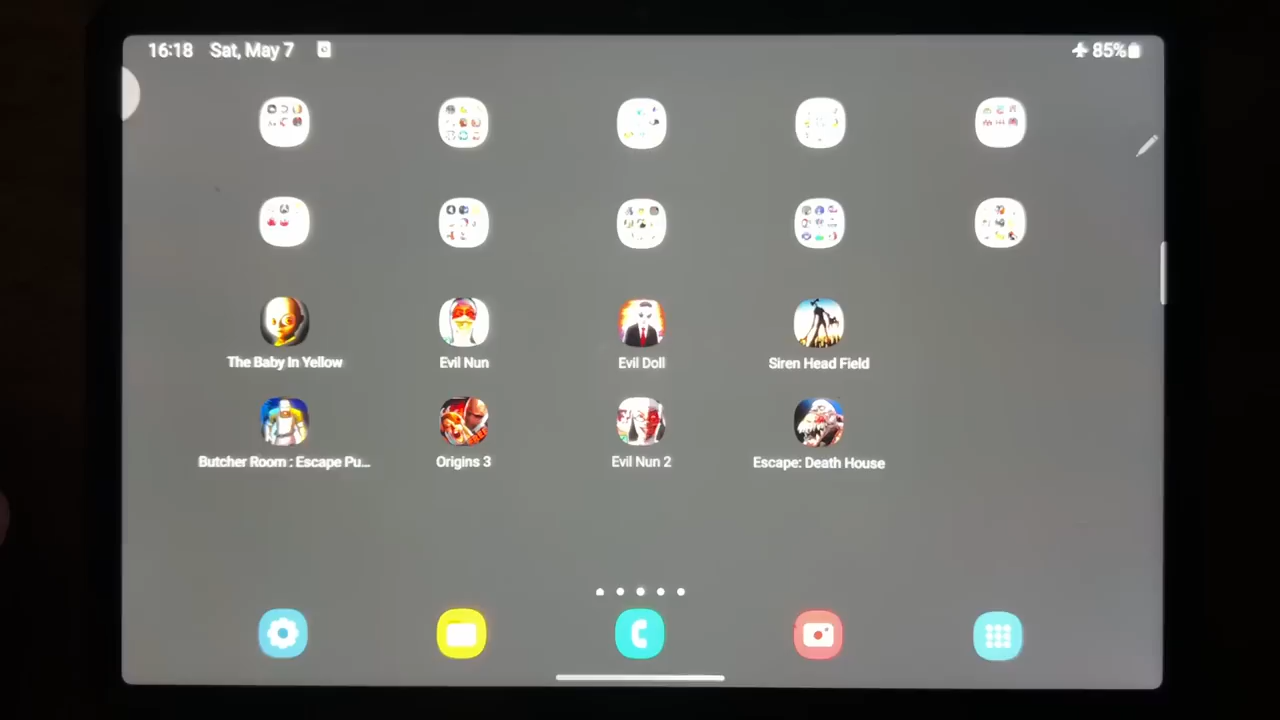 16:18 Sat, May 7 85%
The Baby In Yellow Evil Nun Evil Doll Siren Head Field
Butcher Room : Escape Pu... Origins 3 Evil Nun 2 Escape: Death House